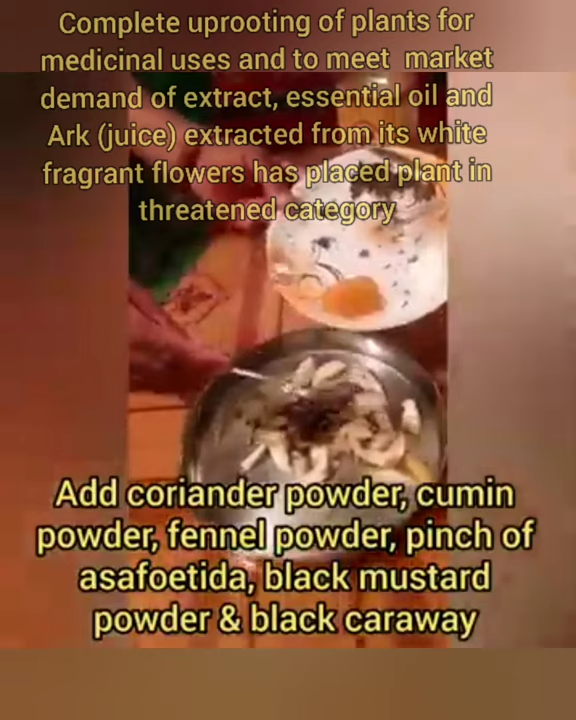 Complete uprooting of plants for
medicinal uses and to meet market
demand of extract, essential oil and
Ark (juice) extracted from its white
fragrant flowers has placed plant in
threatened category
Add coriander powder, cumin
powder, fennel powder, pinch of
asafoetida, black mustard
powder & black caraway